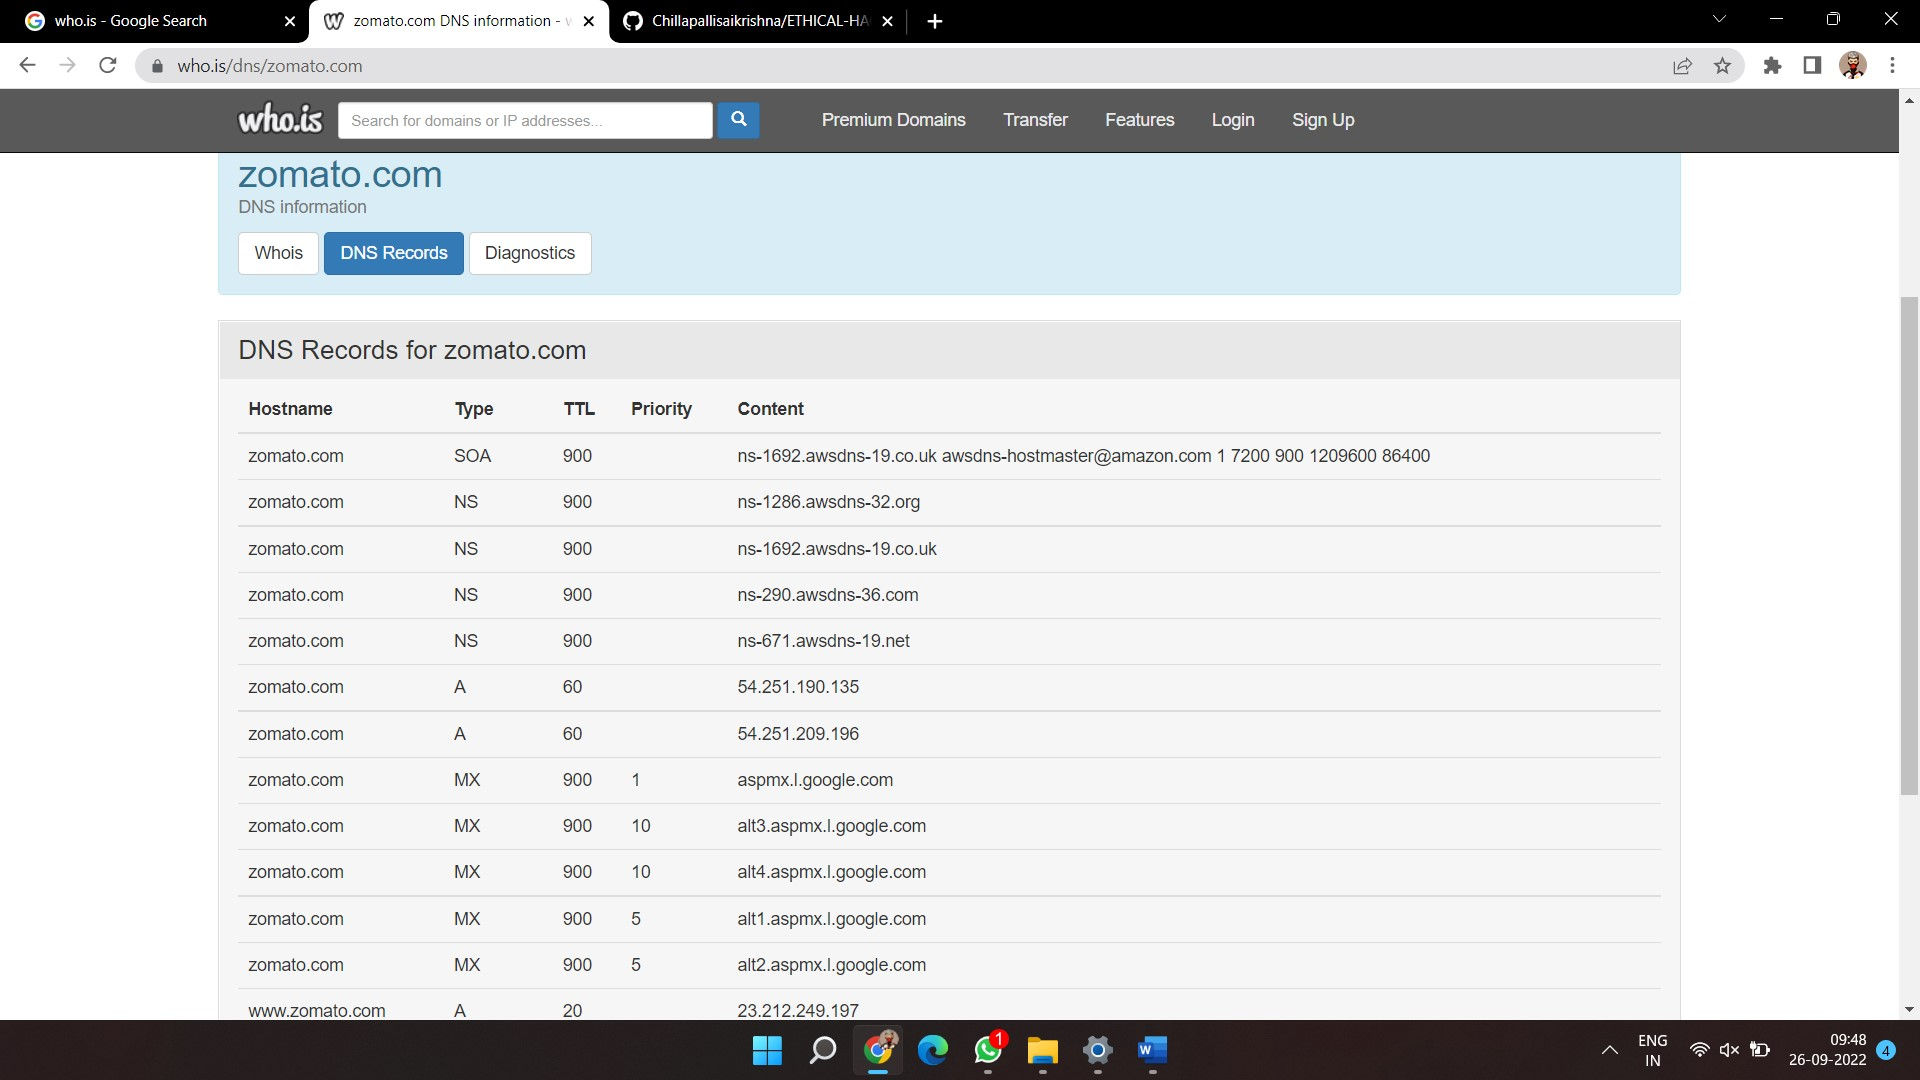 who.is - Google Search
zomato.com DNS information - w
Chillapallisaikrishna/ETHICAL-HA
who.is/dns/zomato.com
who.is
Search for domains or IP addresses...
Premium Domains Transfer Features Login Sign Up
zomato.com
DNS information
Whois DNS Records Diagnostics
DNS Records for zomato.com
Hostname Type TTL Priority Content
zomato.com SOA 900 ns-1692.awsdns-19.co.uk awsdns-hostmaster@amazon.com 1 7200 900 1209600 86400
zomato.com NS 900 ns-1286.awsdns-32.org
zomato.com NS 900 ns-1692.awsdns-19.co.uk
zomato.com NS 900 ns-290.awsdns-36.com
zomato.com NS 900 ns-671.awsdns-19.net
zomato.com A 60 54.251.190.135
zomato.com A 60 54.251.209.196
zomato.com MX 900 1 aspmx.l.google.com
zomato.com MX 900 10 alt3.aspmx.l.google.com
zomato.com MX 900 10 alt4.aspmx.l.google.com
zomato.com MX 900 5 alt1.aspmx.l.google.com
zomato.com MX 900 5 alt2.aspmx.l.google.com
www.zomato.com A 20 23.212.249.197
1
W
ENG
IN
09:48
26-09-2022
4